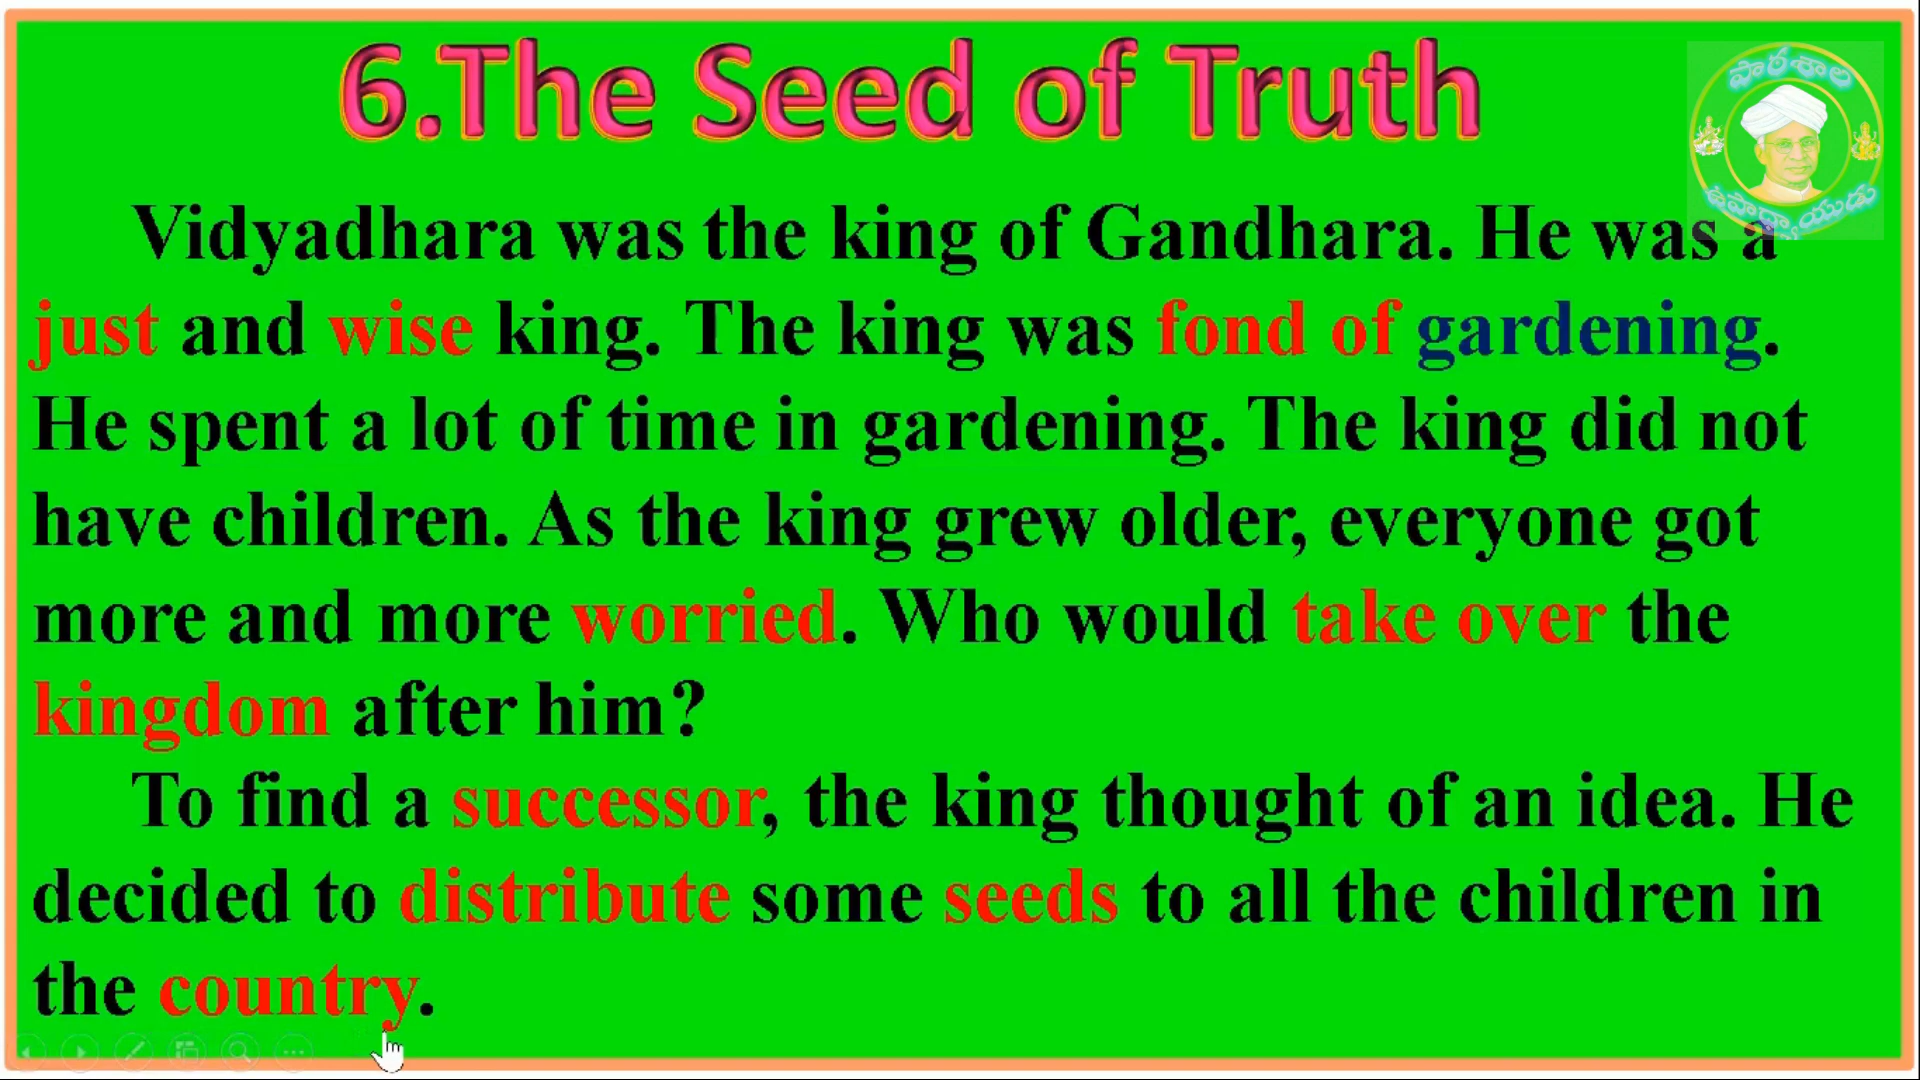 6.The Seed of Truth
పాఠశాల
ఉపాధ్యాయుడు
Vidyadhara was the king of Gandhara. He was a
just and wise king. The king was fond of gardening.
He spent a lot of time in gardening. The king did not
have children. As the king grew older, everyone got
more and more worried. Who would take over the
kingdom after him?
To find a successor, the king thought of an idea. He
decided to distribute some seeds to all the children in
the country.